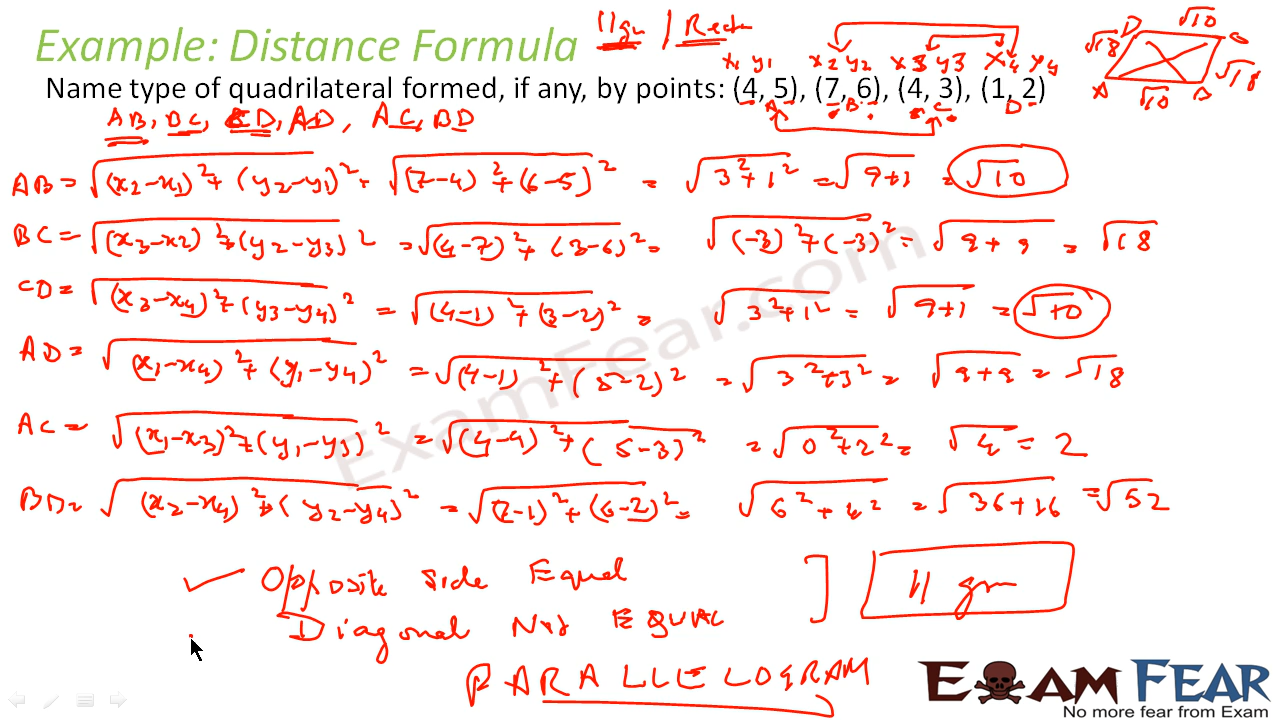 Example: Distance Formula
||gm | Rect
x₁ y₁ x₂ y₂ x3 y3 x4 y4
Name type of quadrilateral formed, if any, by points: (4, 5), (7, 6), (4, 3), (1, 2)
A B C D
D √10 C
√18 √18
A √10 B
AB, BC, CD, AD, AC, BD
AB = √(x₂-x₁)²+(y₂-y₁)² = √(7-4)²+(6-5)² = √3²+1² = √9+1 = √10
BC = √(x₃-x₂)²+(y₂-y₃)² = √(4-7)²+(3-6)² = √(-3)²+(-3)² = √9+9 = √18
CD = √(x₃-x₄)²+(y₃-y₄)² = √(4-1)²+(3-2)² = √3²+1² = √9+1 = √10
AD = √(x₁-x₄)²+(y₁-y₄)² = √(4-1)²+(5-2)² = √3²+3² = √9+9 = √18
AC = √(x₁-x₃)²+(y₁-y₃)² = √(4-4)²+(5-3)² = √0²+2² = √4 = 2
BD = √(x₂-x₄)²+(y₂-y₄)² = √(7-1)²+(6-2)² = √6²+4² = √36+16 = √52
ExamFear.com
Opposite Side Equal
|| gm
Diagonal Not EQUAL
PARALLELOGRAM
EXAM FEAR
No more fear from Exam